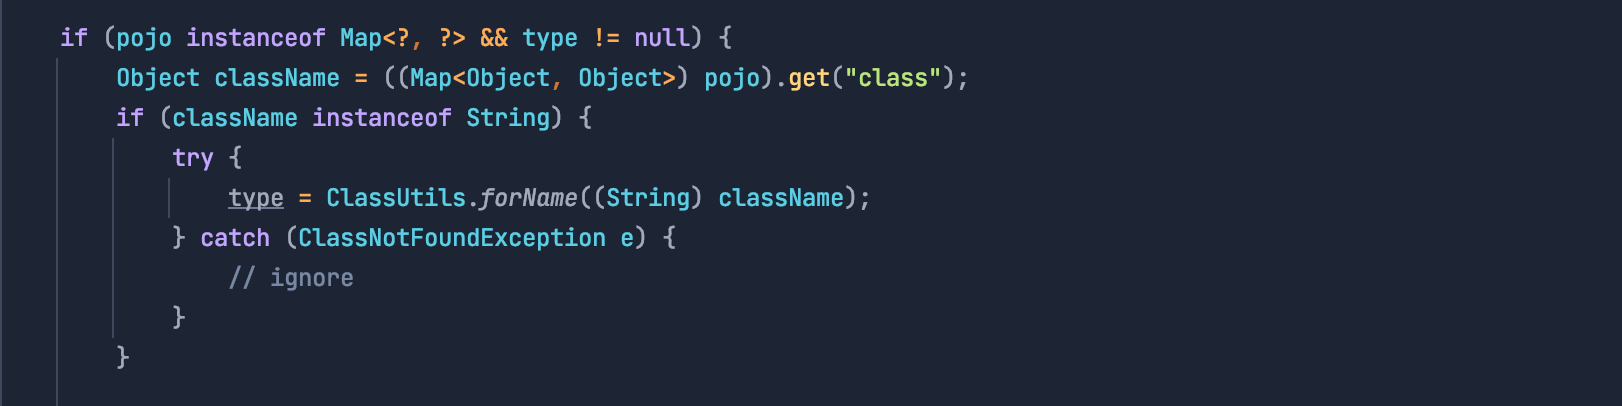 if (pojo instanceof Map<?, ?> && type != null) {
Object className = ((Map<Object, Object>) pojo).get("class");
if (className instanceof String) {
try {
type = ClassUtils.forName((String) className);
} catch (ClassNotFoundException e) {
// ignore
}
}